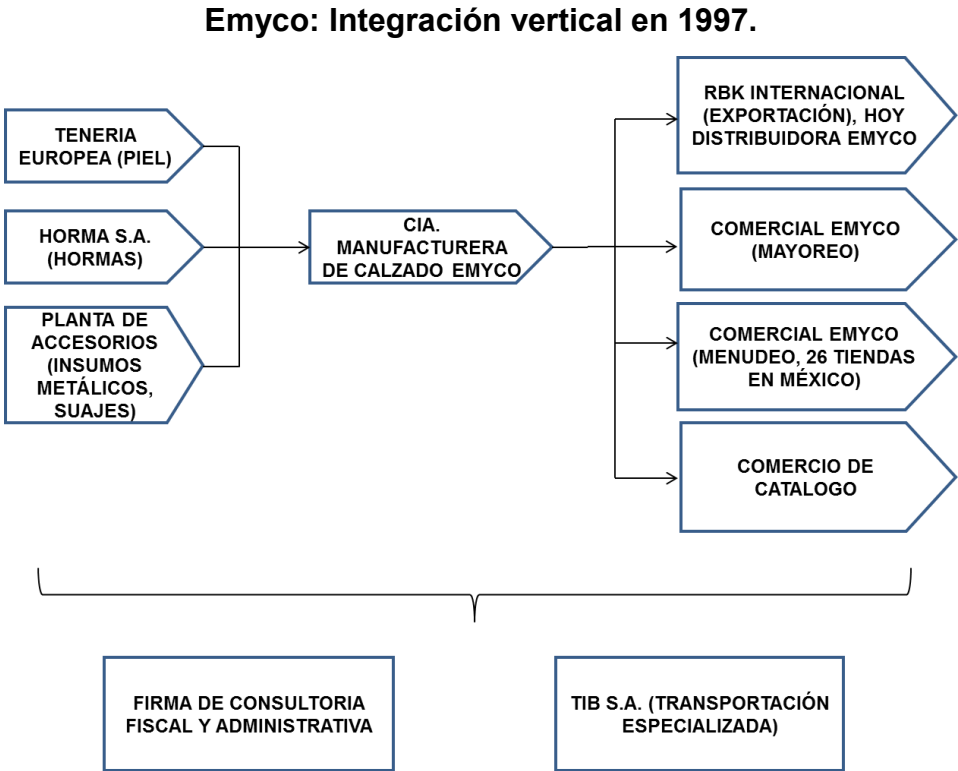 Emyco: Integración vertical en 1997.
TENERIA
EUROPEA (PIEL)
HORMA S.A.
(HORMAS)
PLANTA DE
ACCESORIOS
(INSUMOS
METÁLICOS,
SUAJES)
CIA.
MANUFACTURERA
DE CALZADO EMYCO
RBK INTERNACIONAL
(EXPORTACIÓN), HOY
DISTRIBUIDORA EMYCO
COMERCIAL EMYCO
(MAYOREO)
COMERCIAL EMYCO
(MENUDEO, 26 TIENDAS
EN MÉXICO)
COMERCIO DE
CATALOGO
FIRMA DE CONSULTORIA
FISCAL Y ADMINISTRATIVA
TIB S.A. (TRANSPORTACIÓN
ESPECIALIZADA)